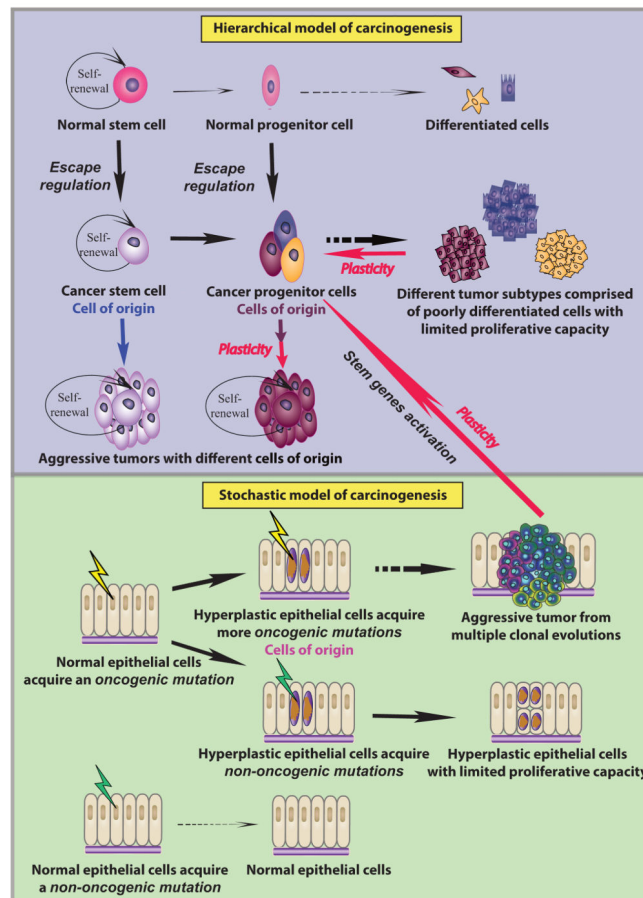 Hierarchical model of carcinogenesis
Self-
renewal
Normal stem cell
Normal progenitor cell
Differentiated cells
Escape
regulation
Escape
regulation
Self-
renewal
Plasticity
Cancer stem cell
Cell of origin
Cancer progenitor cells
Cells of origin
Different tumor subtypes comprised
of poorly differentiated cells with
limited proliferative capacity
Plasticity
Self-
renewal
Self-
renewal
Plasticity
Stem genes activation
Aggressive tumors with different cells of origin
Stochastic model of carcinogenesis
Normal epithelial cells
acquire an oncogenic mutation
Hyperplastic epithelial cells acquire
more oncogenic mutations
Cells of origin
Aggressive tumor from
multiple clonal evolutions
Hyperplastic epithelial cells acquire
non-oncogenic mutations
Hyperplastic epithelial cells
with limited proliferative capacity
Normal epithelial cells acquire
a non-oncogenic mutation
Normal epithelial cells